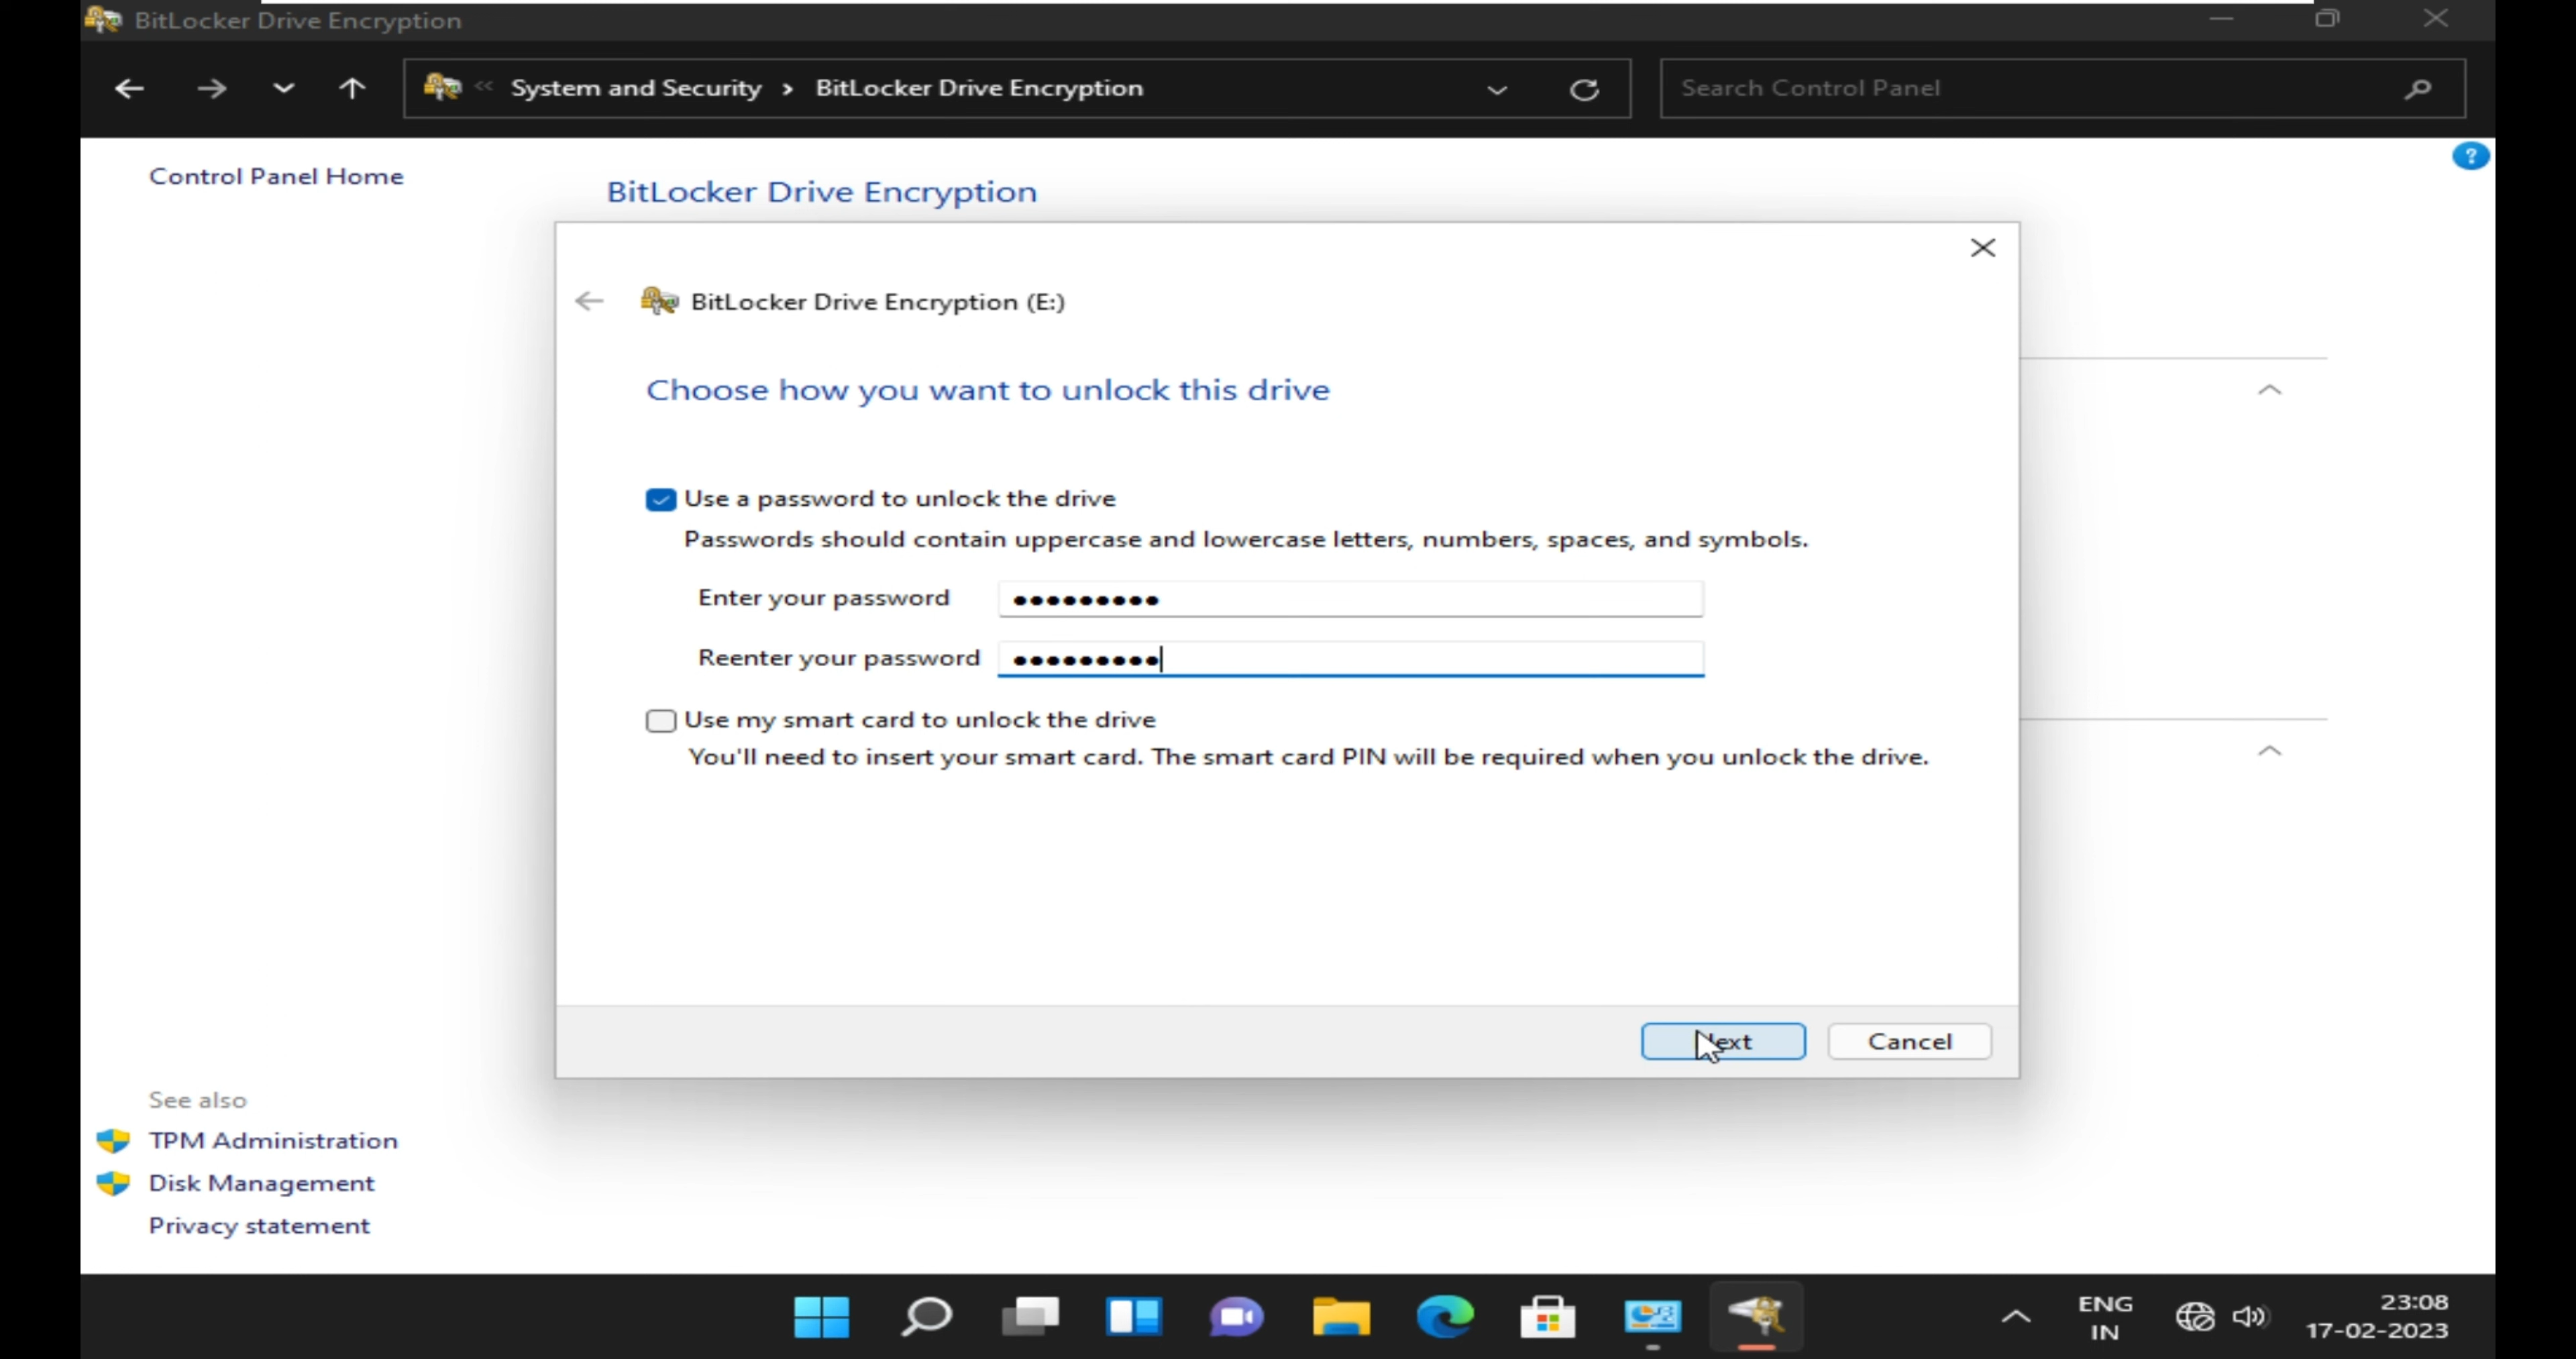 BitLocker Drive Encryption
« System and Security › BitLocker Drive Encryption
Search Control Panel
Control Panel Home
BitLocker Drive Encryption
BitLocker Drive Encryption (E:)
Choose how you want to unlock this drive
Use a password to unlock the drive
Passwords should contain uppercase and lowercase letters, numbers, spaces, and symbols.
Enter your password ●●●●●●●●●
Reenter your password ●●●●●●●●●
Use my smart card to unlock the drive
You'll need to insert your smart card. The smart card PIN will be required when you unlock the drive.
Next
Cancel
See also
TPM Administration
Disk Management
Privacy statement
ENG
IN
23:08
17-02-2023